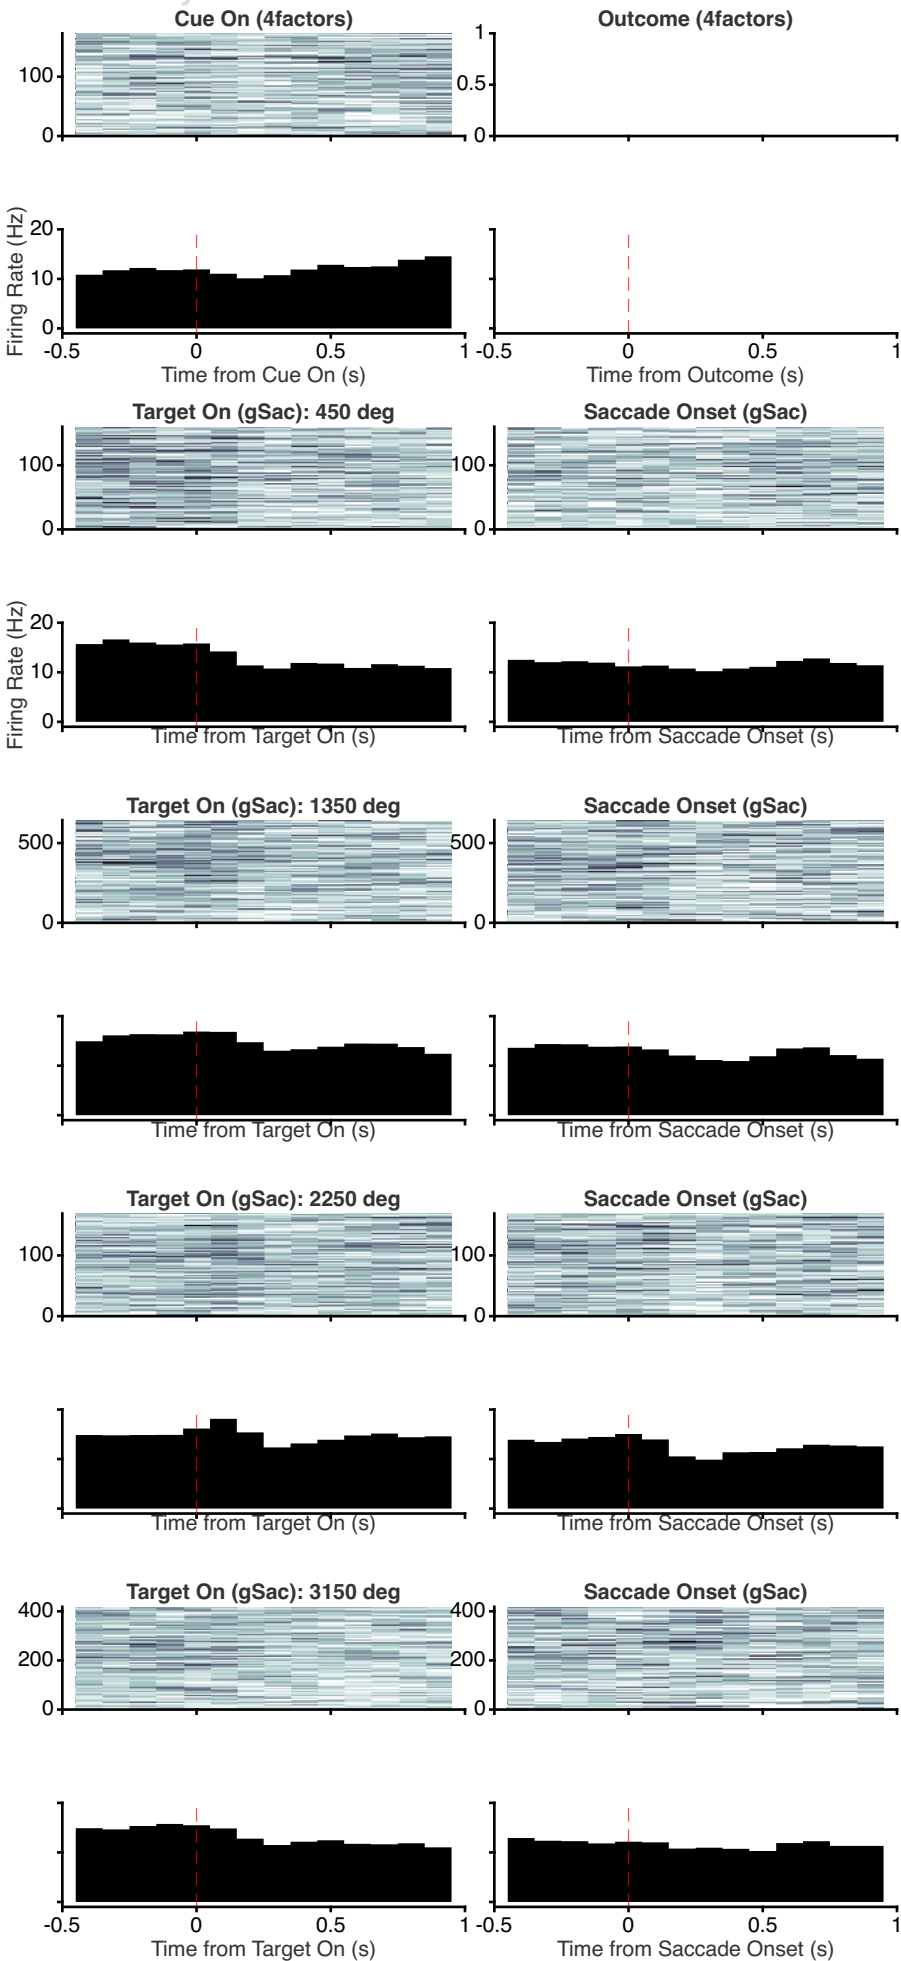 Cue On (4factors) Outcome (4factors)
100
0
1
0.5
0
Firing Rate (Hz)
20
10
0
-0.5 0 0.5 1
-0.5 0 0.5 1
Time from Cue On (s) Time from Outcome (s)
Target On (gSac): 450 deg Saccade Onset (gSac)
100
0
100
0
Firing Rate (Hz)
20
10
0
Time from Target On (s) Time from Saccade Onset (s)
Target On (gSac): 1350 deg Saccade Onset (gSac)
500
0
500
0
Time from Target On (s) Time from Saccade Onset (s)
Target On (gSac): 2250 deg Saccade Onset (gSac)
100
0
100
0
Time from Target On (s) Time from Saccade Onset (s)
Target On (gSac): 3150 deg Saccade Onset (gSac)
400
200
0
400
200
0
-0.5 0 0.5 1
-0.5 0 0.5 1
Time from Target On (s) Time from Saccade Onset (s)